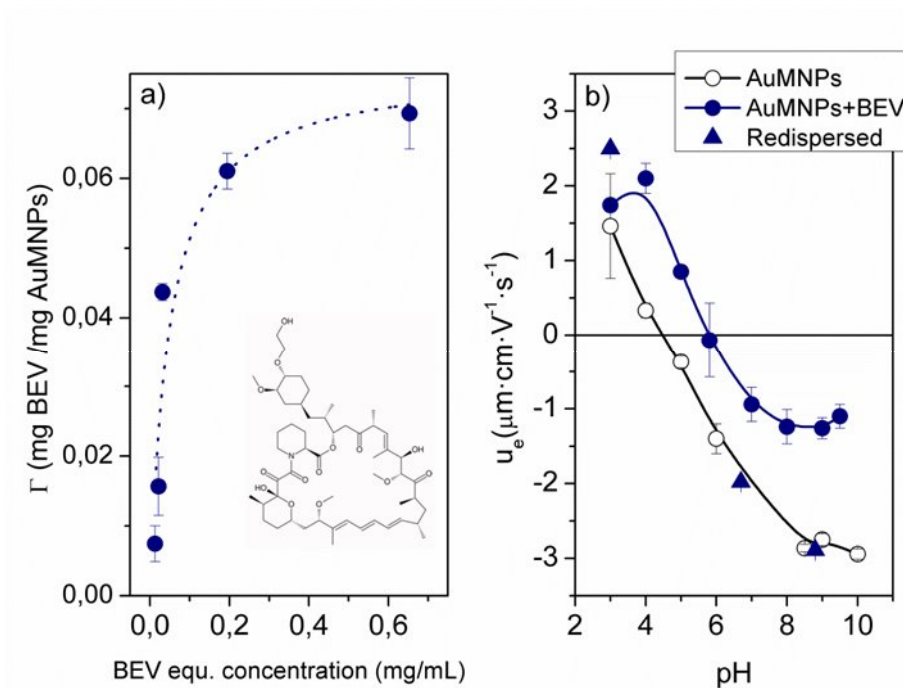 a)
Γ (mg BEV /mg AuMNPs)
0,06
0,04
0,02
0,00
0,0 0,2 0,4 0,6
BEV equ. concentration (mg/mL)
OH
O
O
O
O
OH
N
O
O
O
O
O
O
HO
O
O
b)
AuMNPs
AuMNPs+BEV
Redispersed
uₑ(μm·cm·V⁻¹·s⁻¹)
3
2
1
0
-1
-2
-3
2 4 6 8 10
pH